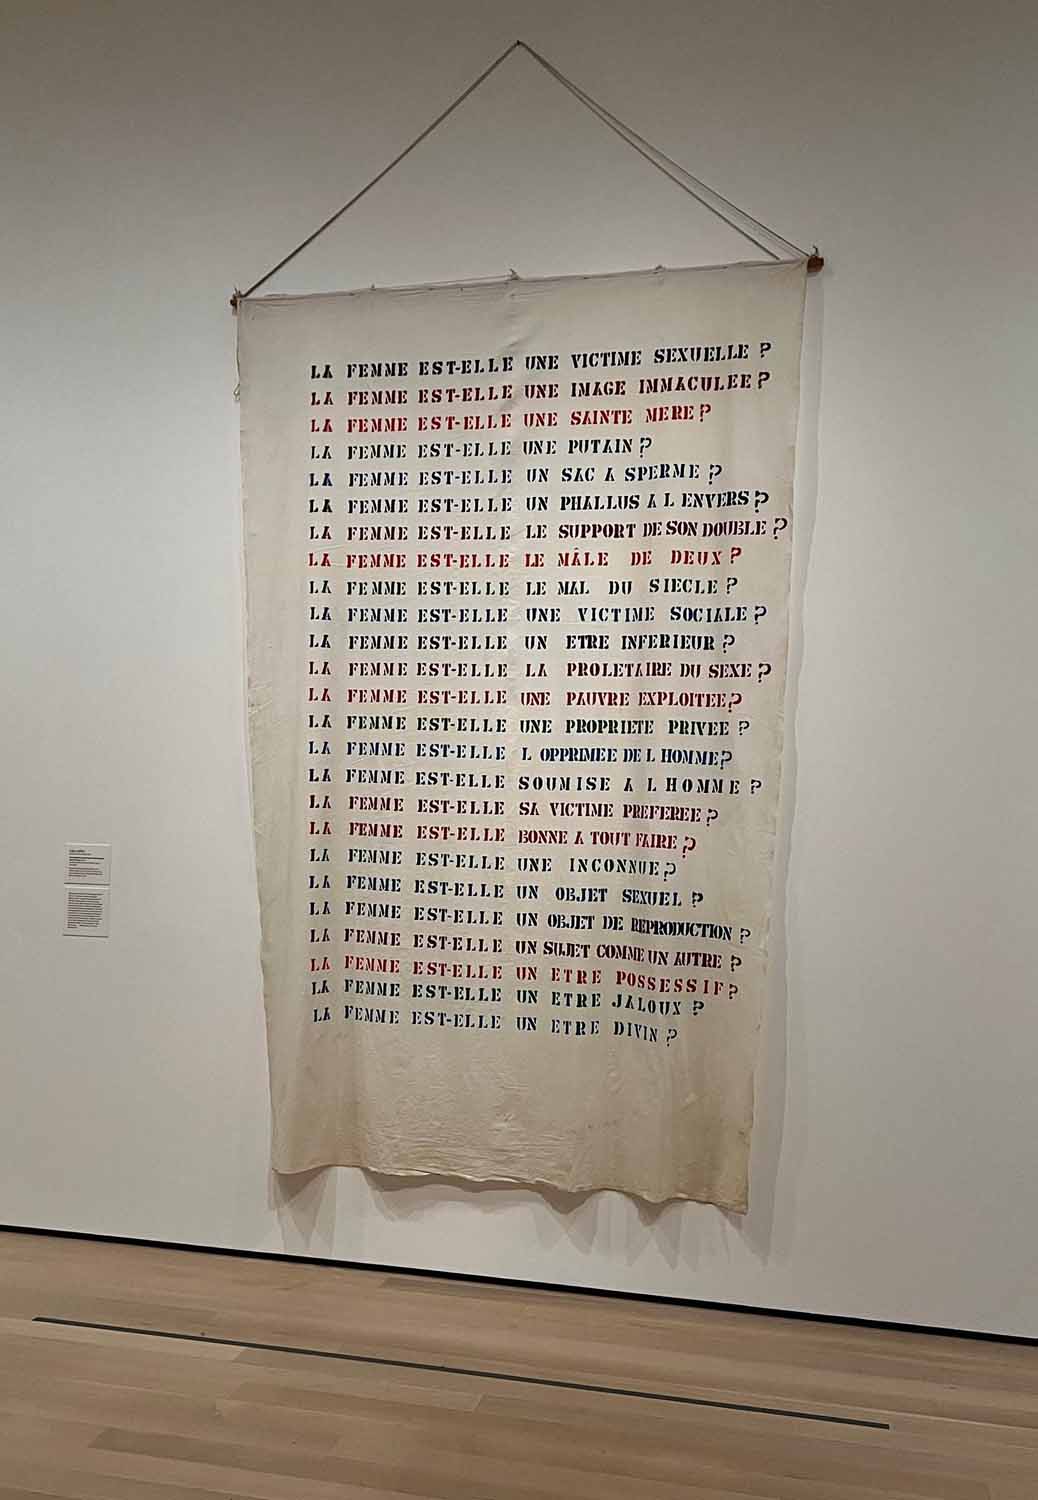 LA FEMME EST-ELLE UNE VICTIME SEXUELLE ?
LA FEMME EST-ELLE UNE IMAGE IMMACULEE ?
LA FEMME EST-ELLE UNE SAINTE MERE ?
LA FEMME EST-ELLE UNE PUTAIN ?
LA FEMME EST-ELLE UN SAC A SPERME ?
LA FEMME EST-ELLE UN PHALLUS A L ENVERS ?
LA FEMME EST-ELLE LE SUPPORT DE SON DOUBLE ?
LA FEMME EST-ELLE LE MÂLE DE DEUX ?
LA FEMME EST-ELLE LE MAL DU SIECLE ?
LA FEMME EST-ELLE UNE VICTIME SOCIALE ?
LA FEMME EST-ELLE UN ETRE INFERIEUR ?
LA FEMME EST-ELLE LA PROLETAIRE DU SEXE ?
LA FEMME EST-ELLE UNE PAUVRE EXPLOITEE ?
LA FEMME EST-ELLE UNE PROPRIETE PRIVEE ?
LA FEMME EST-ELLE L OPPRIMEE DE L HOMME ?
LA FEMME EST-ELLE SOUMISE A L HOMME ?
LA FEMME EST-ELLE SA VICTIME PREFEREE ?
LA FEMME EST-ELLE BONNE A TOUT FAIRE ?
LA FEMME EST-ELLE UNE INCONNUE ?
LA FEMME EST-ELLE UN OBJET SEXUEL ?
LA FEMME EST-ELLE UN OBJET DE REPRODUCTION ?
LA FEMME EST-ELLE UN SUJET COMME UN AUTRE ?
LA FEMME EST-ELLE UN ETRE POSSESSIF ?
LA FEMME EST-ELLE UN ETRE JALOUX ?
LA FEMME EST-ELLE UN ETRE DIVIN ?